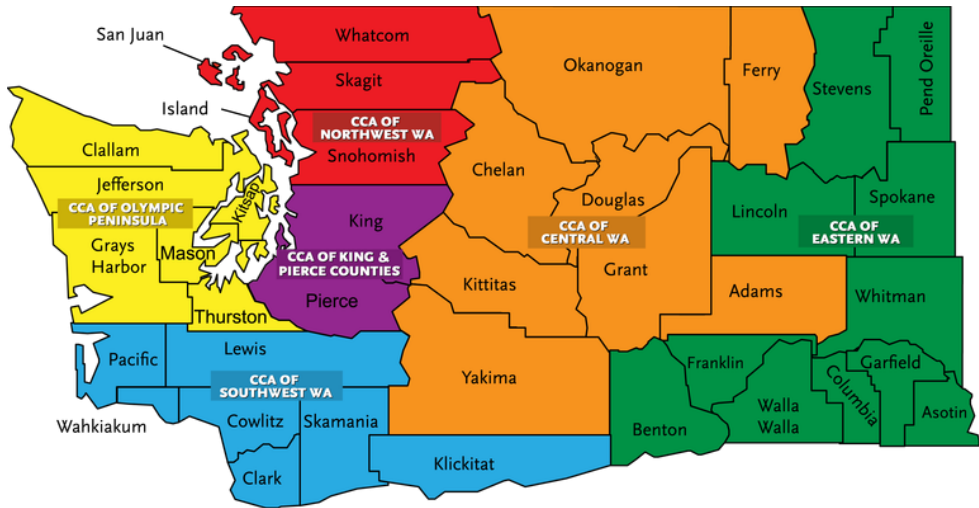 San Juan
Whatcom
Okanogan
Ferry
Pend Oreille
Stevens
Skagit
Island
CCA OF
NORTHWEST WA
Snohomish
Clallam
Chelan
Jefferson
Kitsap
Douglas
Lincoln
Spokane
CCA OF OLYMPIC
PENINSULA
King
CCA OF
CENTRAL WA
CCA OF
EASTERN WA
Grays
Harbor
Mason
CCA OF KING &
PIERCE COUNTIES
Kittitas
Grant
Adams
Whitman
Pierce
Thurston
Pacific
Lewis
Yakima
Franklin
Garfield
Columbia
CCA OF
SOUTHWEST WA
Wahkiakum
Cowlitz
Skamania
Benton
Walla
Walla
Asotin
Clark
Klickitat